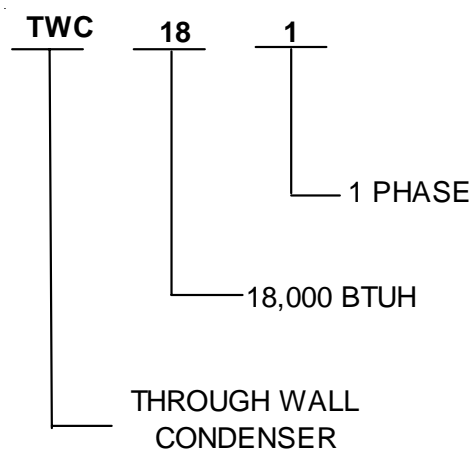 TWC 18 1
1 PHASE
18,000 BTUH
THROUGH WALL
CONDENSER